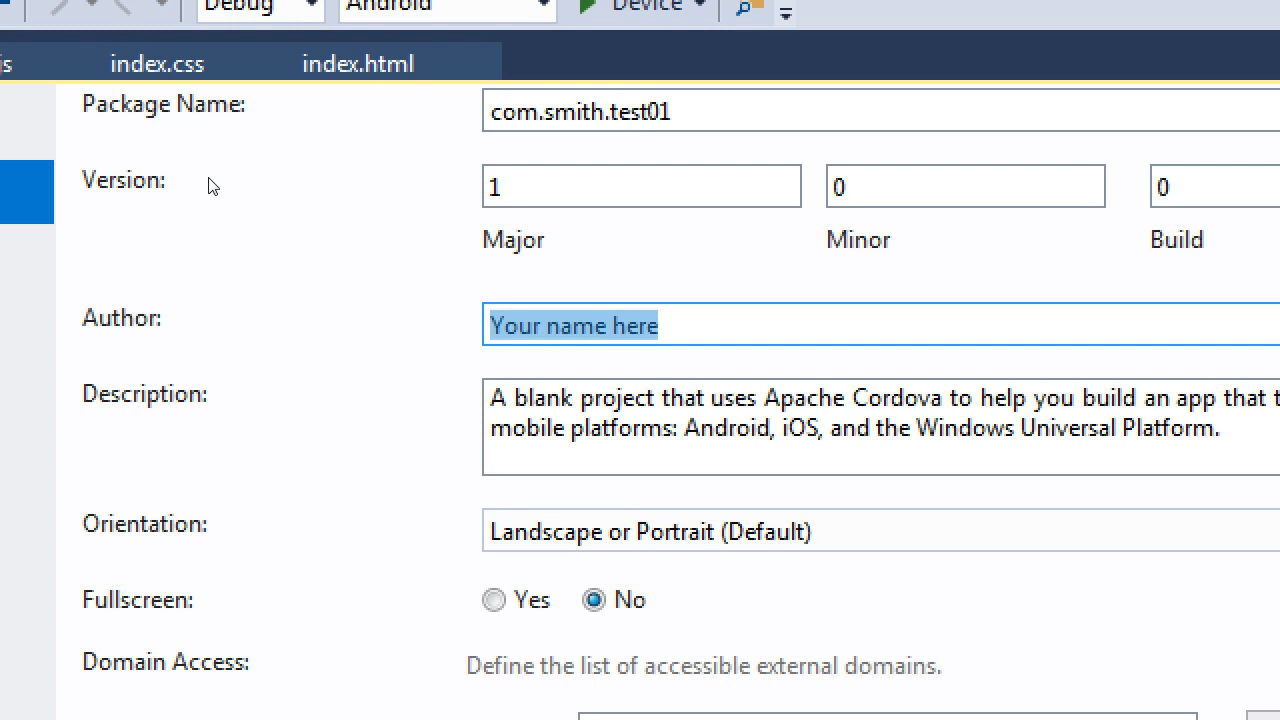 Debug Android Device
js index.css index.html
Package Name: com.smith.test01
Version: 1 0 0
Major Minor Build
Author: Your name here
Description: A blank project that uses Apache Cordova to help you build an app that
mobile platforms: Android, iOS, and the Windows Universal Platform.
Orientation: Landscape or Portrait (Default)
Fullscreen: Yes No
Domain Access: Define the list of accessible external domains.